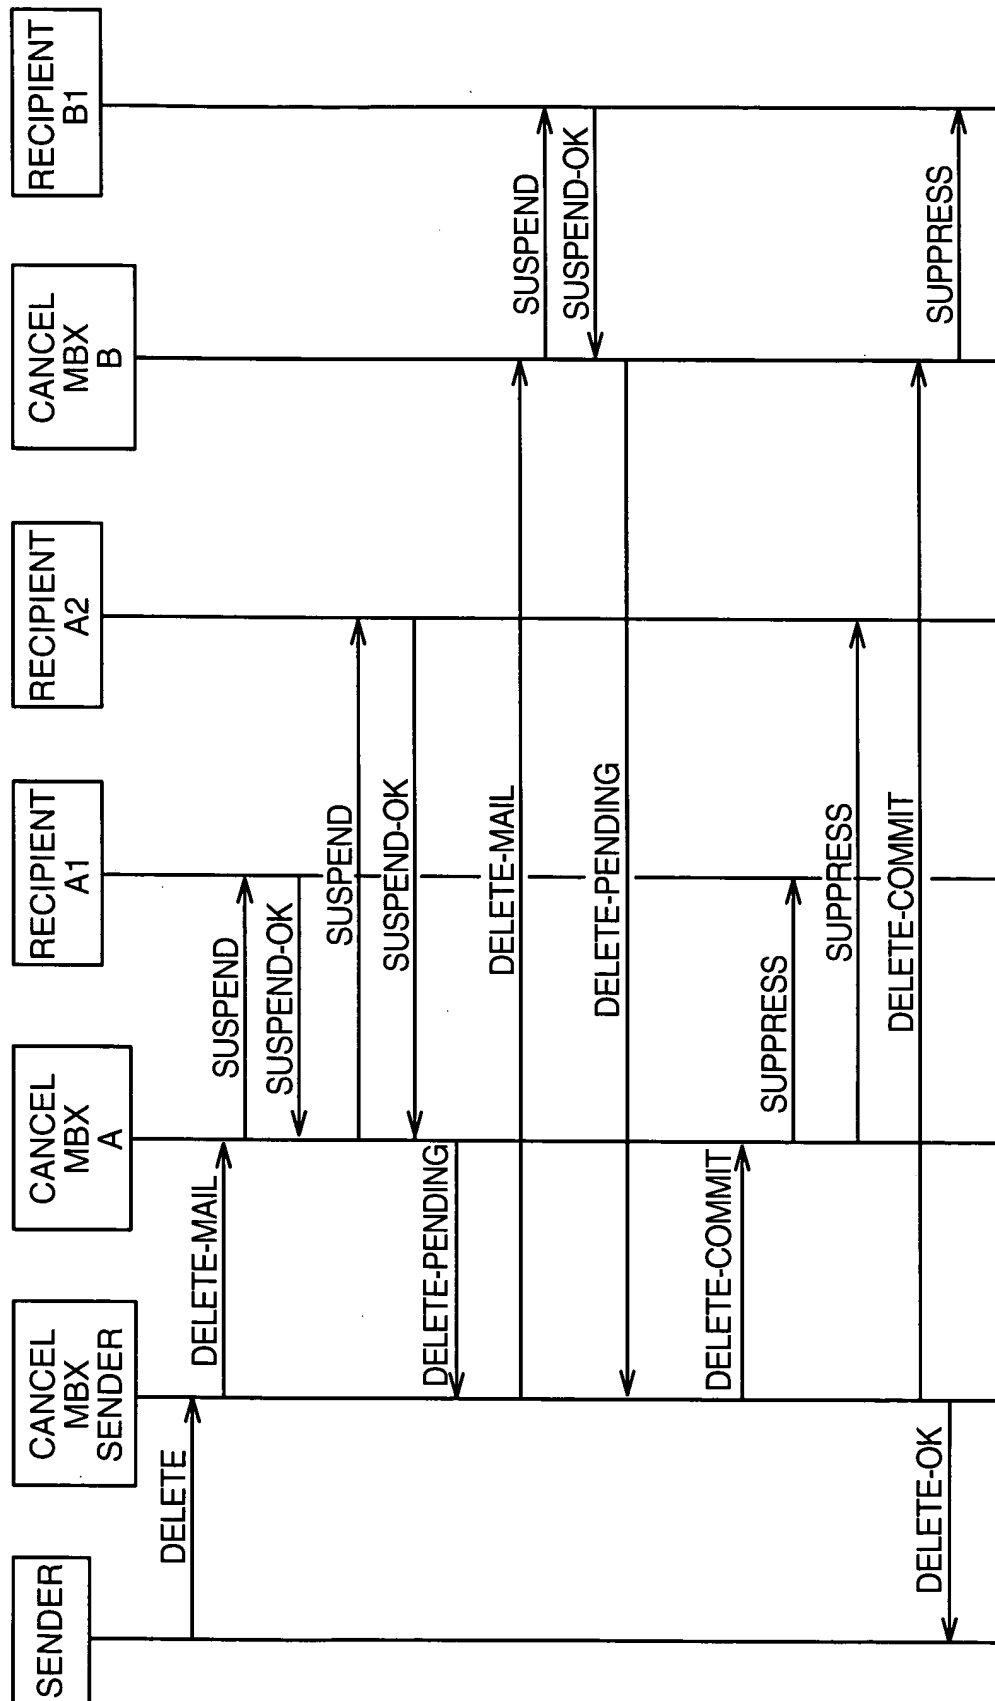 SENDER
CANCEL
MBX
SENDER
CANCEL
MBX
A
RECIPIENT
A1
RECIPIENT
A2
CANCEL
MBX
B
RECIPIENT
B1
DELETE
DELETE-MAIL
SUSPEND
SUSPEND-OK
SUSPEND
SUSPEND-OK
DELETE-PENDING
DELETE-MAIL
SUSPEND
SUSPEND-OK
DELETE-PENDING
DELETE-COMMIT
SUPPRESS
SUPPRESS
DELETE-COMMIT
DELETE-OK
SUPPRESS